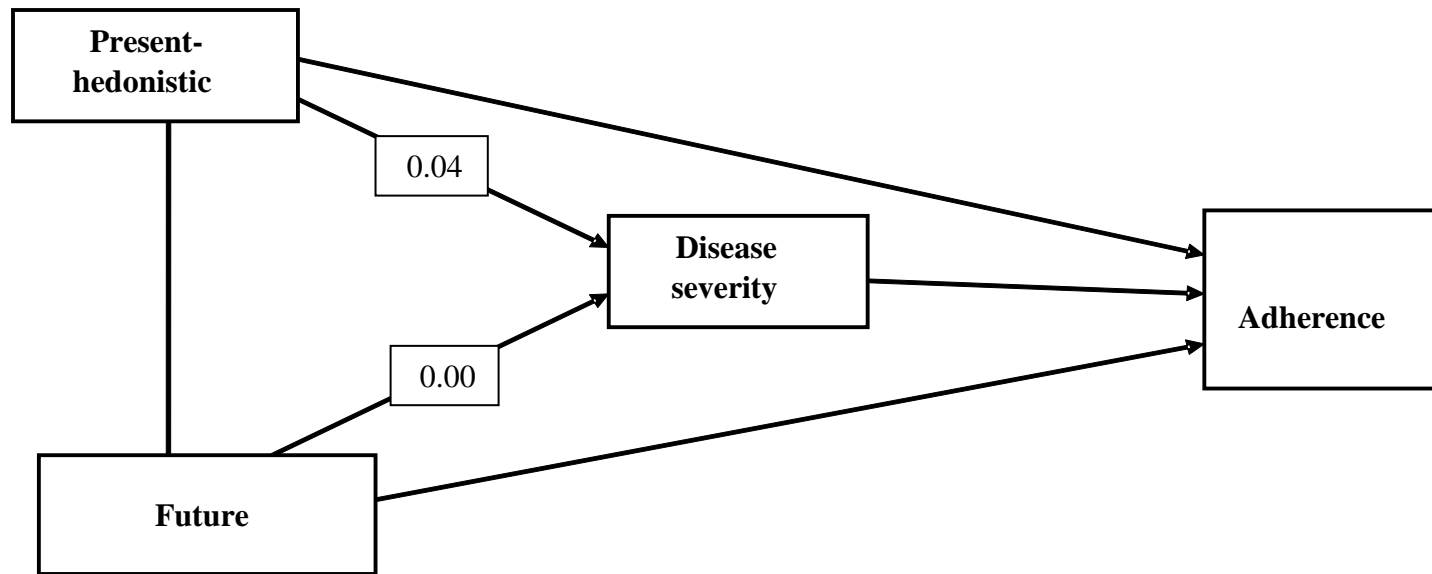 Present-
hedonistic
0.04
Disease
severity
Adherence
0.00
Future